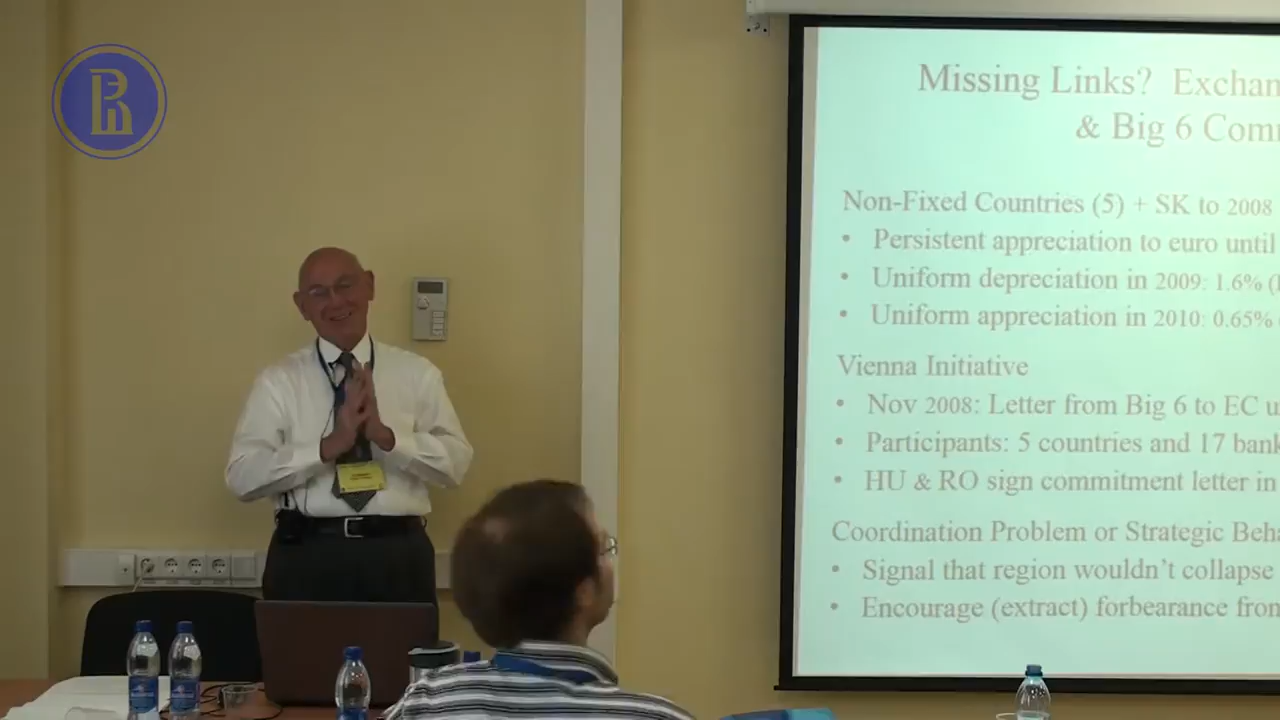 Missing Links? Exchan
& Big 6 Com
Non-Fixed Countries (5) + SK to 2008
• Persistent appreciation to euro until
• Uniform depreciation in 2009: 1.6% (
• Uniform appreciation in 2010: 0.65%
Vienna Initiative
• Nov 2008: Letter from Big 6 to EC u
• Participants: 5 countries and 17 bank
• HU & RO sign commitment letter in
Coordination Problem or Strategic Beha
• Signal that region wouldn't collapse
• Encourage (extract) forbearance from